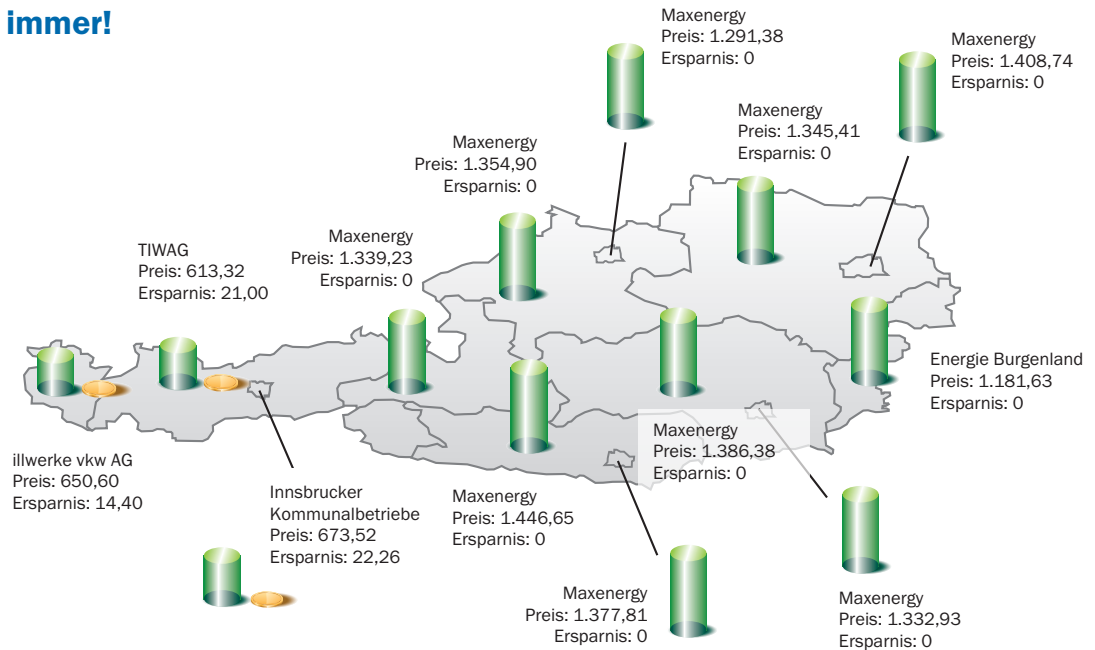 immer!
Maxenergy
Preis: 1.291,38
Ersparnis: 0
Maxenergy
Preis: 1.408,74
Ersparnis: 0
Maxenergy
Preis: 1.345,41
Ersparnis: 0
Maxenergy
Preis: 1.354,90
Ersparnis: 0
Maxenergy
Preis: 1.339,23
Ersparnis: 0
TIWAG
Preis: 613,32
Ersparnis: 21,00
Energie Burgenland
Preis: 1.181,63
Ersparnis: 0
Maxenergy
Preis: 1.386,38
Ersparnis: 0
illwerke vkw AG
Preis: 650,60
Ersparnis: 14,40
Innsbrucker
Kommunalbetriebe
Preis: 673,52
Ersparnis: 22,26
Maxenergy
Preis: 1.446,65
Ersparnis: 0
Maxenergy
Preis: 1.377,81
Ersparnis: 0
Maxenergy
Preis: 1.332,93
Ersparnis: 0